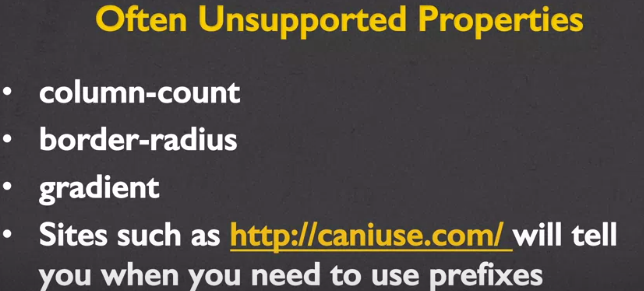 Often Unsupported Properties
• column-count
• border-radius
• gradient
• Sites such as http://caniuse.com/ will tell
you when you need to use prefixes